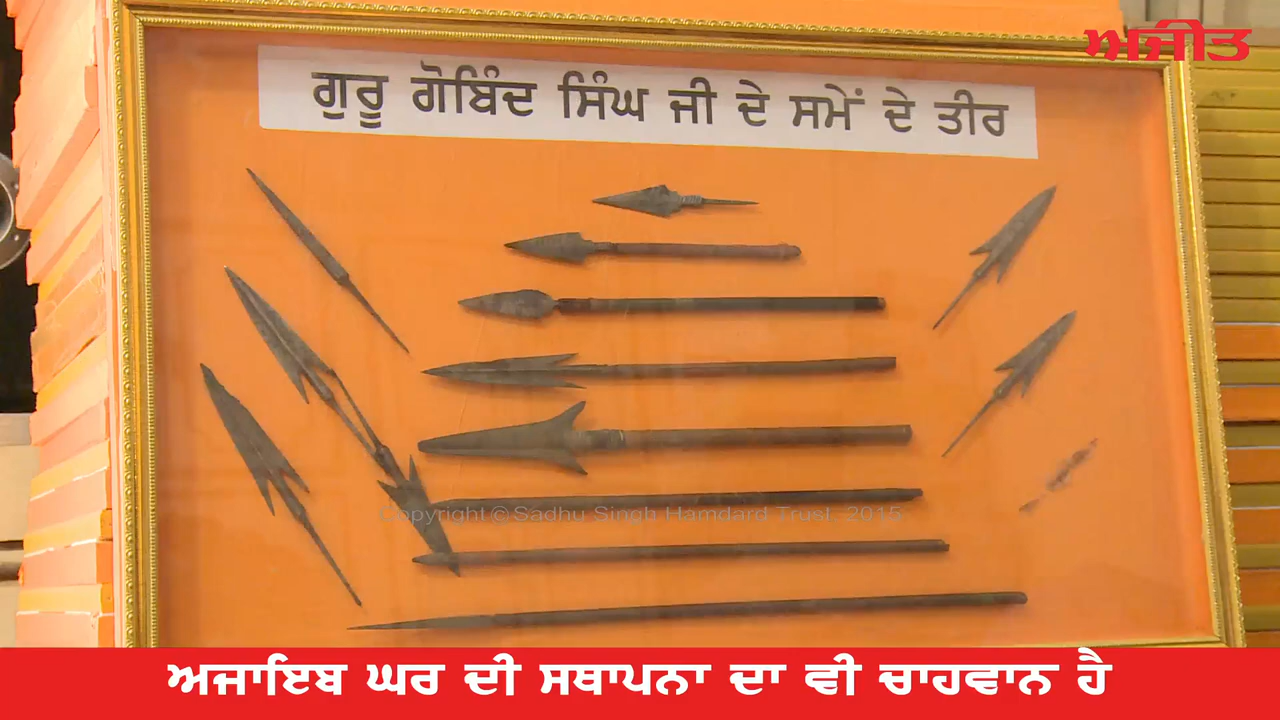 ਅਜੀਤ
ਗੁਰੂ ਗੋਬਿੰਦ ਸਿੰਘ ਜੀ ਦੇ ਸਮੇਂ ਦੇ ਤੀਰ
Copyright © Sadhu Singh Hamdard Trust, 2015
ਅਜਾਇਬ ਘਰ ਦੀ ਸਥਾਪਨਾ ਦਾ ਵੀ ਚਾਹਵਾਨ ਹੈ